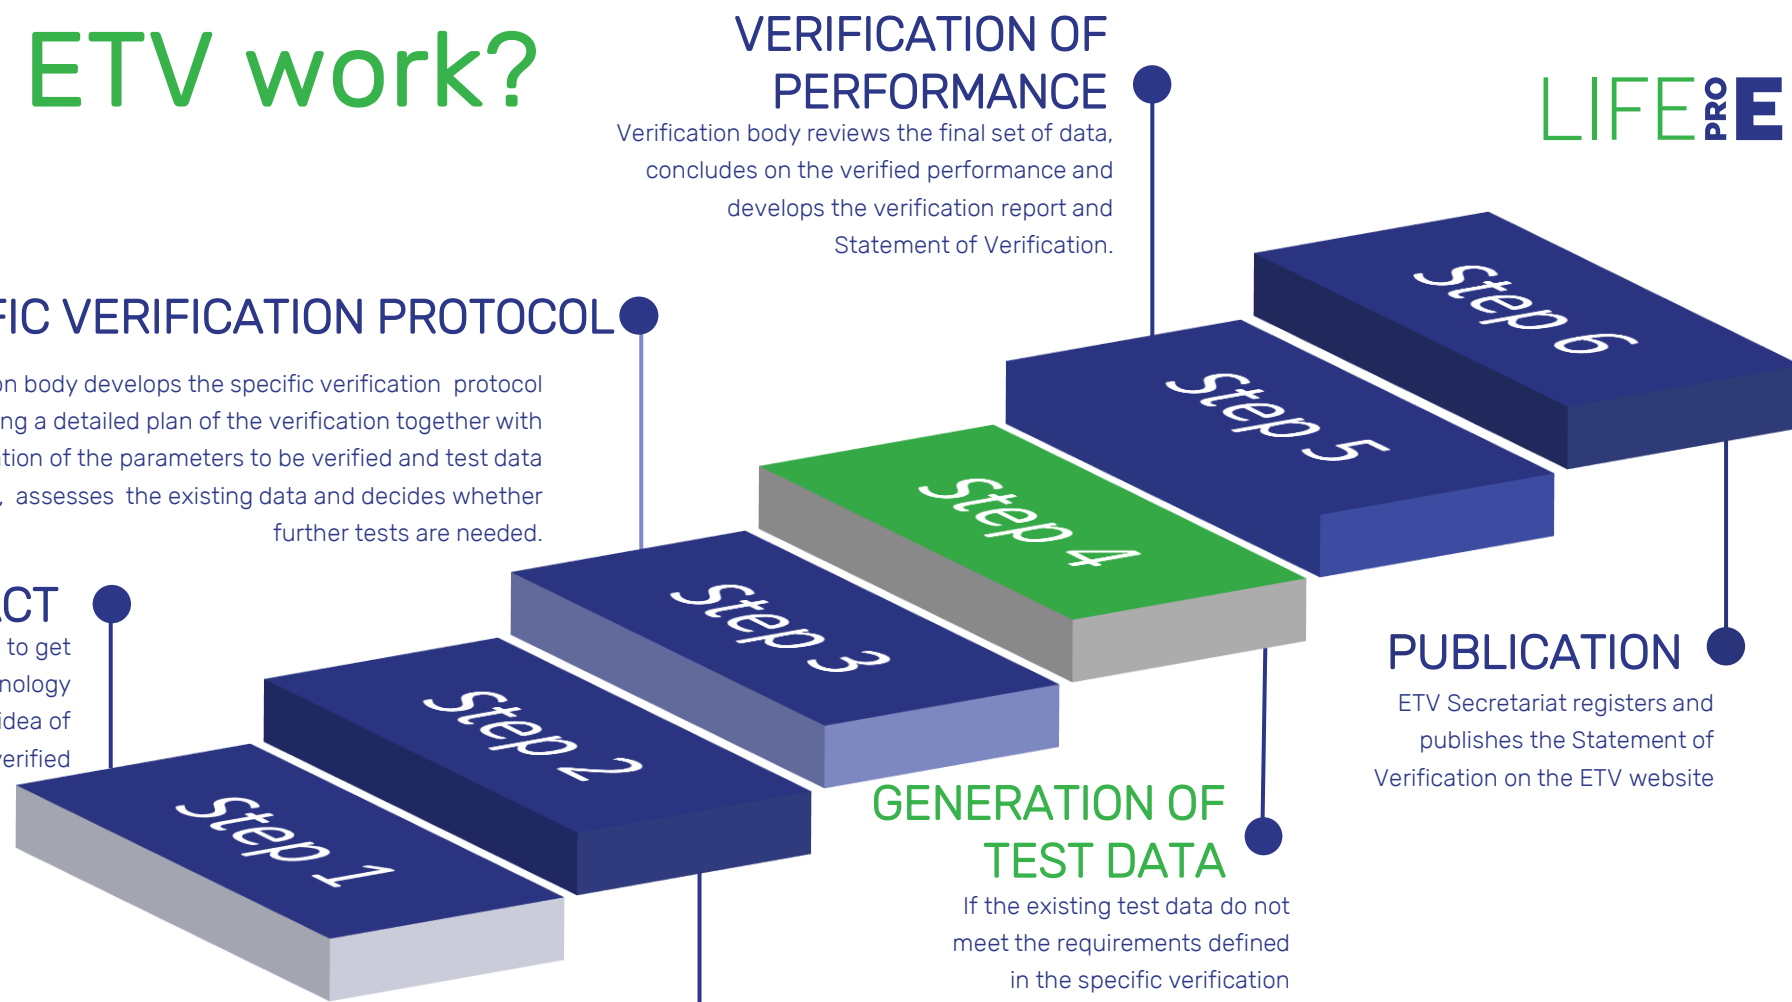 ETV work?
VERIFICATION OF
PERFORMANCE
Verification body reviews the final set of data,
concludes on the verified performance and
develops the verification report and
Statement of Verification.
LIFE PRO E
FIC VERIFICATION PROTOCOL
on body develops the specific verification protocol
ing a detailed plan of the verification together with
ation of the parameters to be verified and test data
, assesses the existing data and decides whether
further tests are needed.
ACT
to get
nology
idea of
verified
Step 1
Step 2
Step 3
Step 4
Step 5
Step 6
GENERATION OF
TEST DATA
If the existing test data do not
meet the requirements defined
in the specific verification
PUBLICATION
ETV Secretariat registers and
publishes the Statement of
Verification on the ETV website